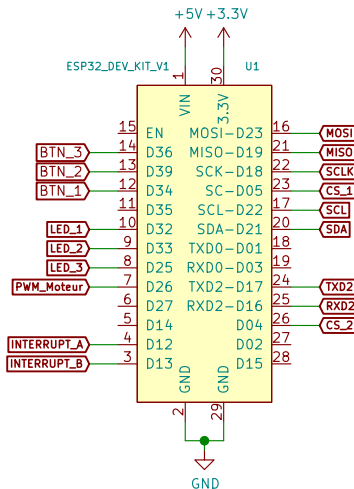 +5V +3.3V
ESP32_DEV_KIT_V1 U1
1 30
VIN 3.3V
15 EN MOSI-D23 16 MOSI
BTN_3 14 D36 MISO-D19 21 MISO
BTN_2 13 D39 SCK-D18 22 SCLK
BTN_1 12 D34 SC-D05 23 CS_1
11 D35 SCL-D22 17 SCL
LED_1 10 D32 SDA-D21 20 SDA
LED_2 9 D33 TXD0-D01 18
LED_3 8 D25 RXD0-D03 19
PWM_Moteur 7 D26 TXD2-D17 24 TXD2
6 D27 RXD2-D16 25 RXD2
5 D14 D04 26 CS_2
INTERRUPT_A 4 D12 D02 27
INTERRUPT_B 3 D13 D15 28
GND GND
2 29
GND